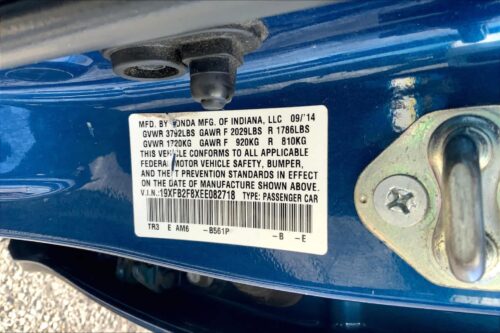 MFD. BY HONDA MFG. OF INDIANA, LLC 09/'14
GVWR 3792LBS GAWR F 2029LBS R 1786LBS
GVWR 1720KG GAWR F 920KG R 810KG
THIS VEHICLE CONFORMS TO ALL APPLICABLE
FEDERAL MOTOR VEHICLE SAFETY, BUMPER,
AND THEFT PREVENTION STANDARDS IN EFFECT
ON THE DATE OF MANUFACTURE SHOWN ABOVE.
V.I.N.: 19XFB2F8XEE082718 TYPE: PASSENGER CAR
TR3 E AM6 -B561P -B -E